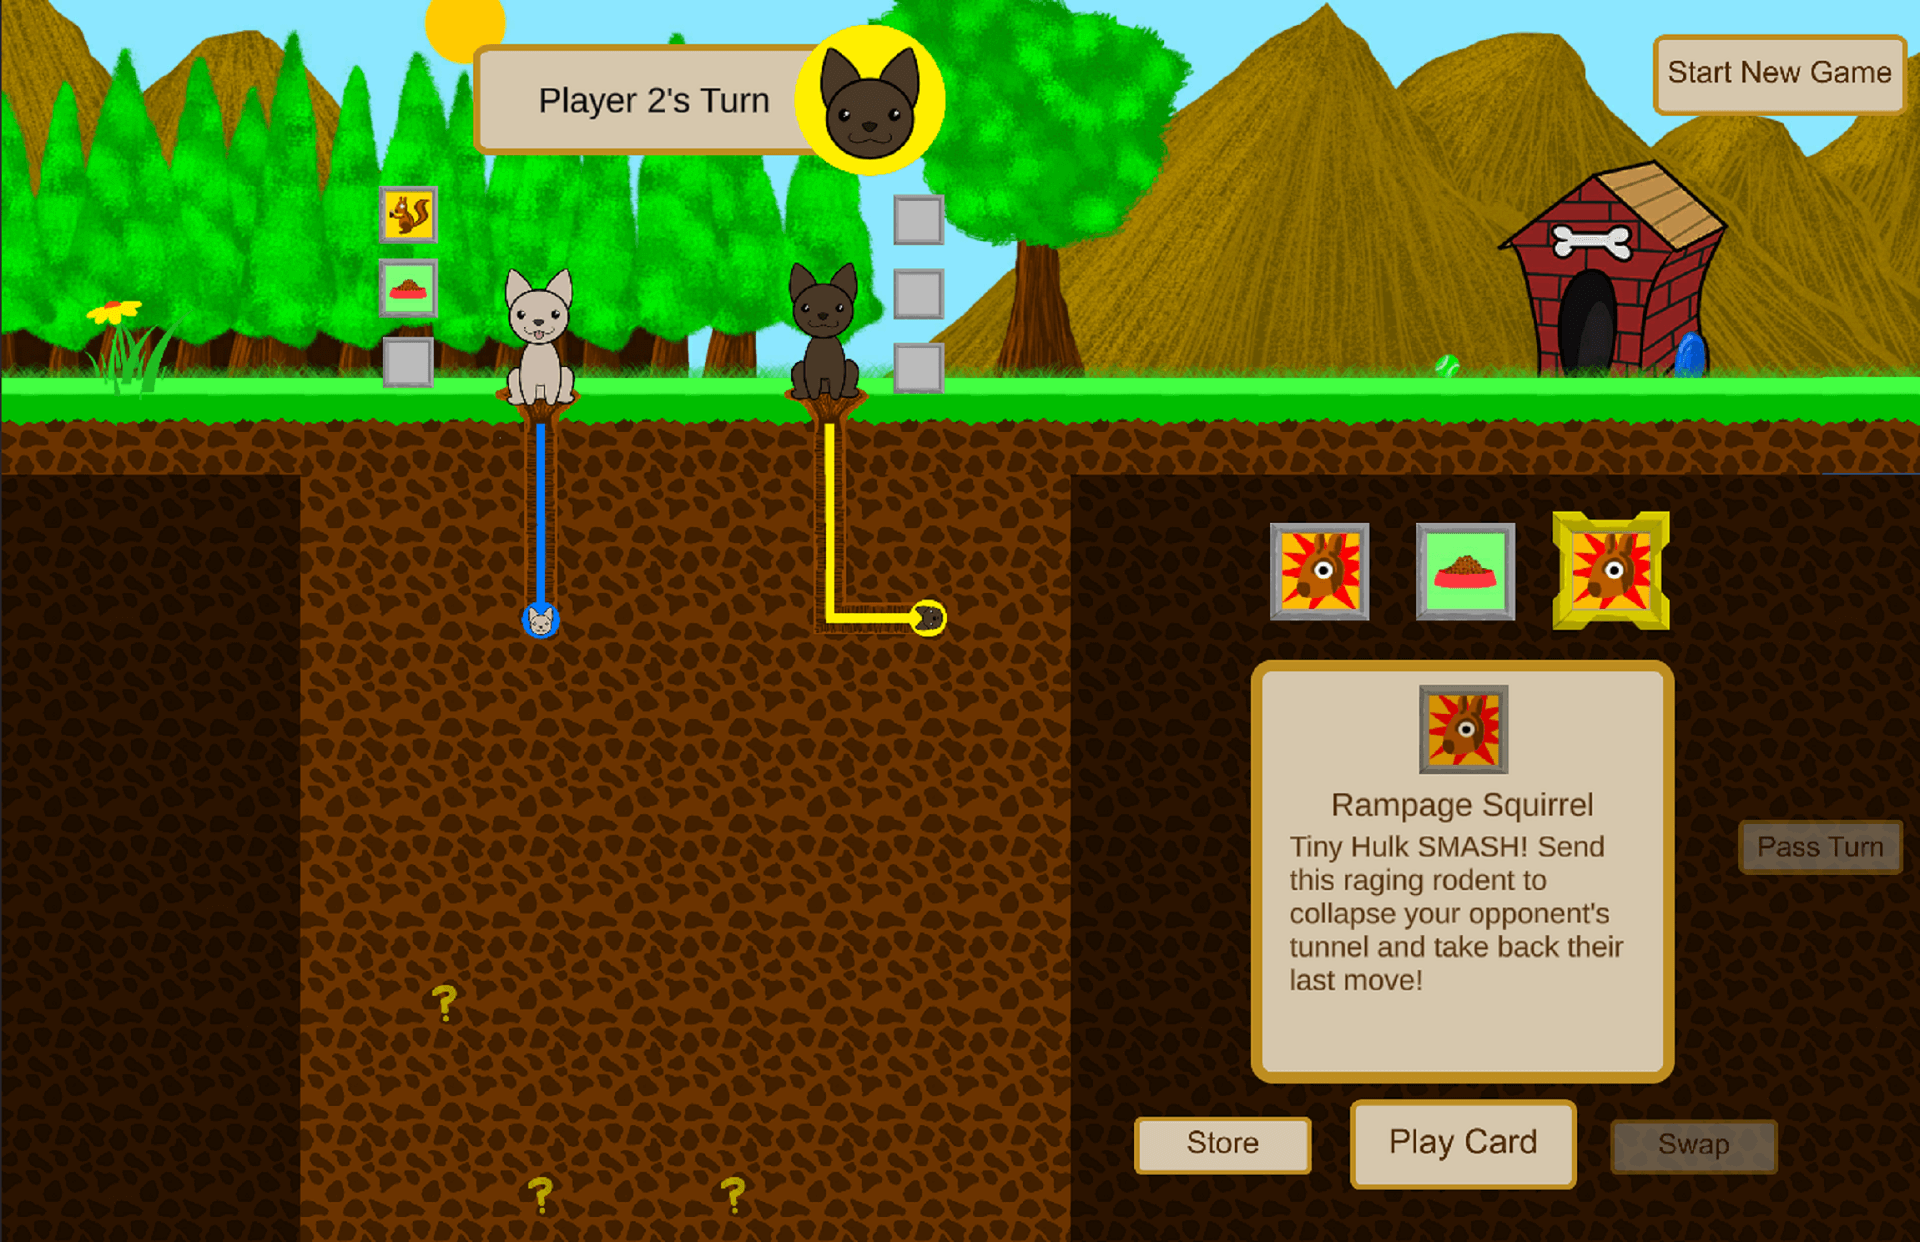 Player 2's Turn
Start New Game
Rampage Squirrel
Tiny Hulk SMASH! Send
this raging rodent to
collapse your opponent's
tunnel and take back their
last move!
Pass Turn
Store
Play Card
Swap
?
?
?